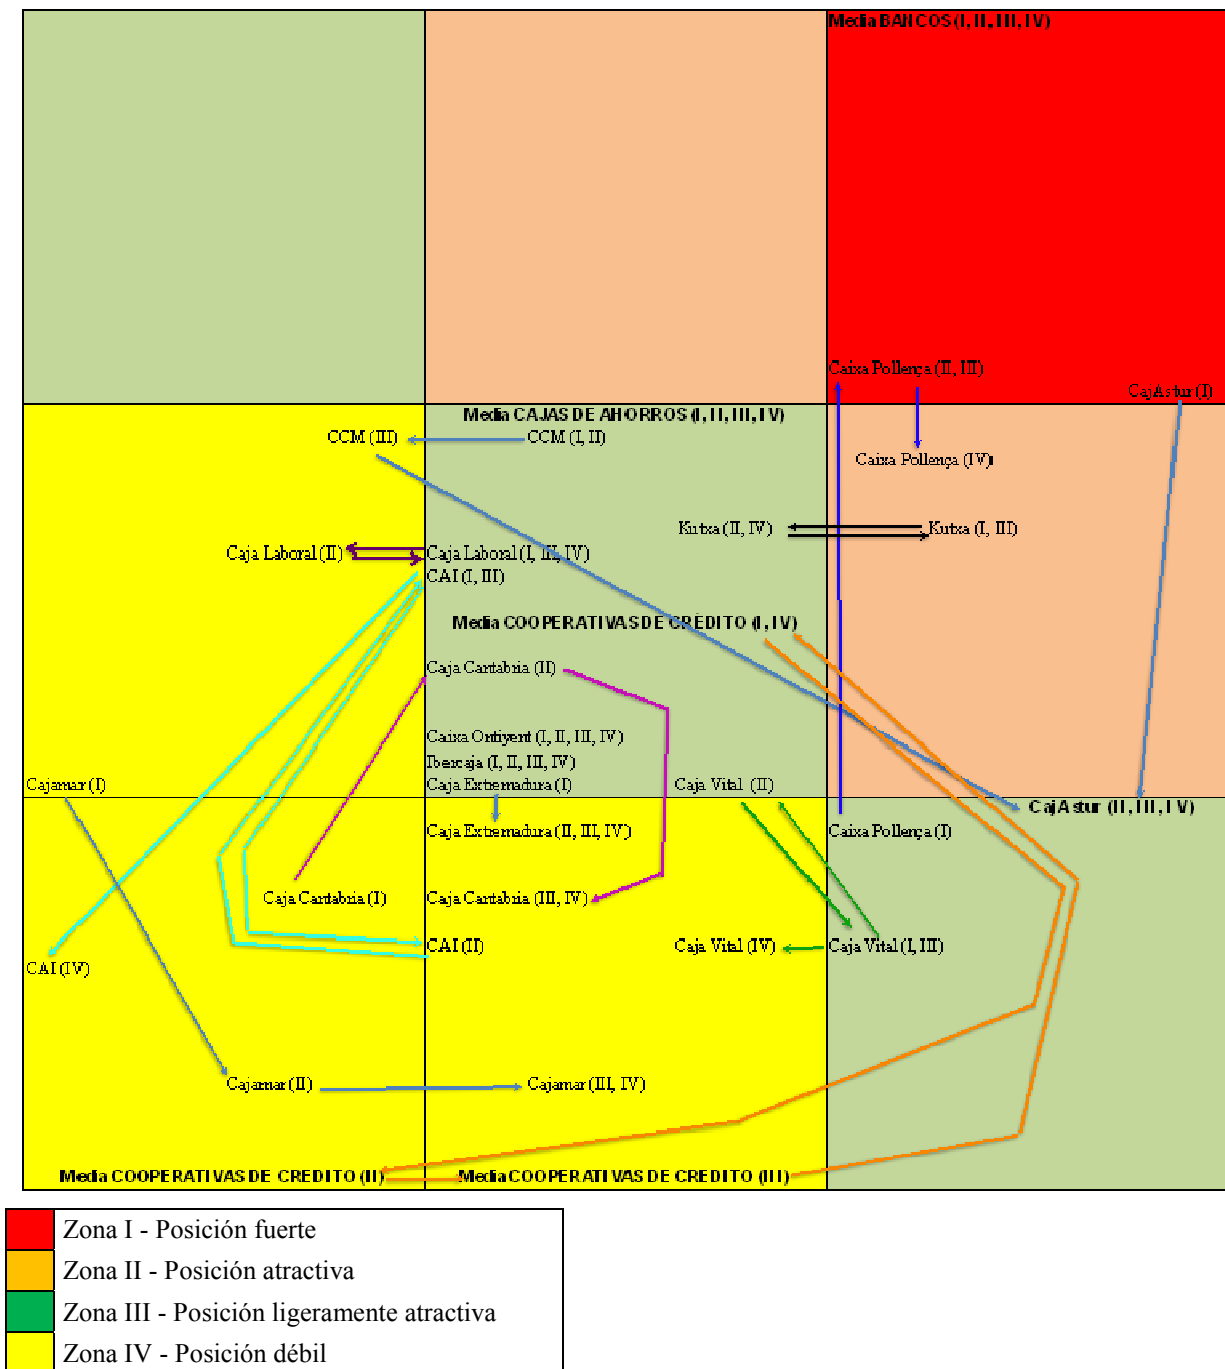 Media BANCOS (I, II, III, IV)
Caixa Pollença (II, III)
CajAstur (I)
Media CAJAS DE AHORROS (I, II, III, IV)
CCM (III)
CCM (I, II)
Caixa Pollença (IV)
Kutxa (II, IV)
Kutxa (I, III)
Caja Laboral (II)
Caja Laboral (I, III, IV)
CAI (I, III)
Media COOPERATIVAS DE CRÉDITO (I, IV)
Caja Cantabria (II)
Caixa Ontiyent (I, II, III, IV)
Ibercaja (I, II, III, IV)
Cajamar (I)
Caja Extremadura (I)
Caja Vital (II)
CajAstur (II, III, IV)
Caja Extremadura (II, III, IV)
Caixa Pollença (I)
Caja Cantabria (I)
Caja Cantabria (III, IV)
CAI (II)
Caja Vital (IV)
Caja Vital (I, III)
CAI (IV)
Cajamar (II)
Cajamar (III, IV)
Media COOPERATIVAS DE CREDITO (II)
Media COOPERATIVAS DE CREDITO (III)
Zona I - Posición fuerte
Zona II - Posición atractiva
Zona III - Posición ligeramente atractiva
Zona IV - Posición débil